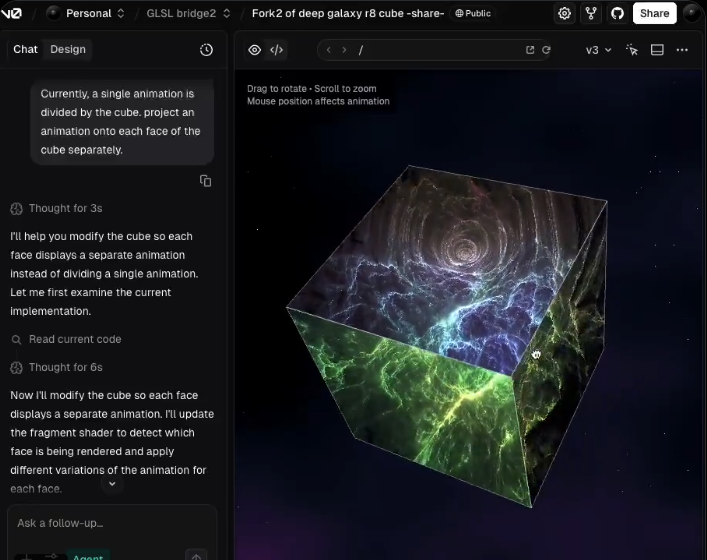 v0
Personal
GLSL bridge2
Fork2 of deep galaxy r8 cube -share-
Public
Share
Chat
Design
/
v3
Currently, a single animation is
divided by the cube. project an
animation onto each face of the
cube separately.
Thought for 3s
I'll help you modify the cube so each
face displays a separate animation
instead of dividing a single animation.
Let me first examine the current
implementation.
Read current code
Thought for 6s
Now I'll modify the cube so each face
displays a separate animation. I'll update
the fragment shader to detect which
face is being rendered and apply
different variations of the animation for
each face.
Ask a follow-up...
Agent
Drag to rotate • Scroll to zoom
Mouse position affects animation